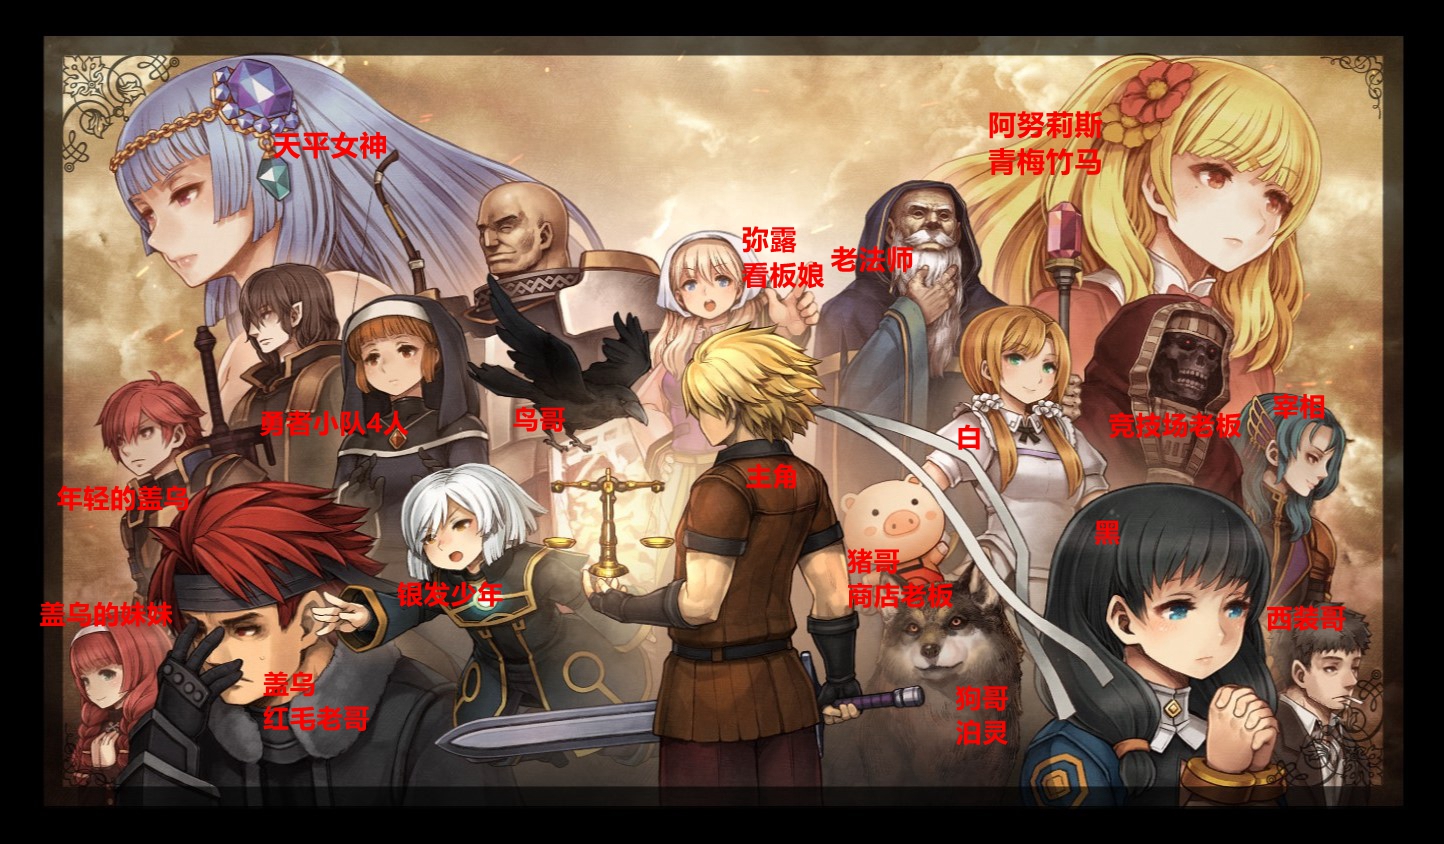 天平女神
阿努莉斯
青梅竹马
弥露
看板娘
老法师
勇者小队4人
鸟哥
白
竞技场老板
宰相
主角
年轻的盖乌
黑
猪哥
商店老板
银发少年
盖乌的妹妹
西装哥
盖乌
红毛老哥
狗哥
泊灵